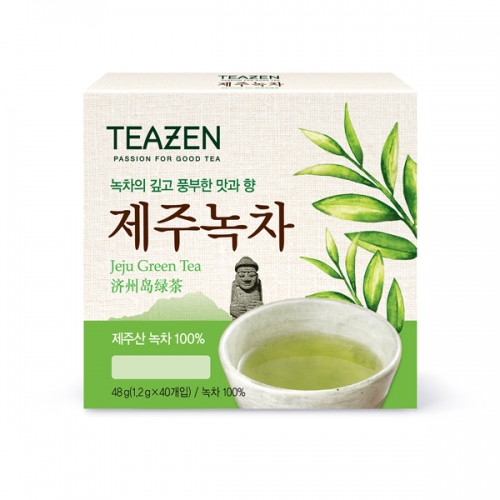 TEAZEN
제주녹차
TEAZEN
PASSION FOR GOOD TEA
녹차의 깊고 풍부한 맛과 향
제주녹차
Jeju Green Tea
济州岛绿茶
제주산 녹차 100%
48g(1.2g×40개입) / 녹차 100%